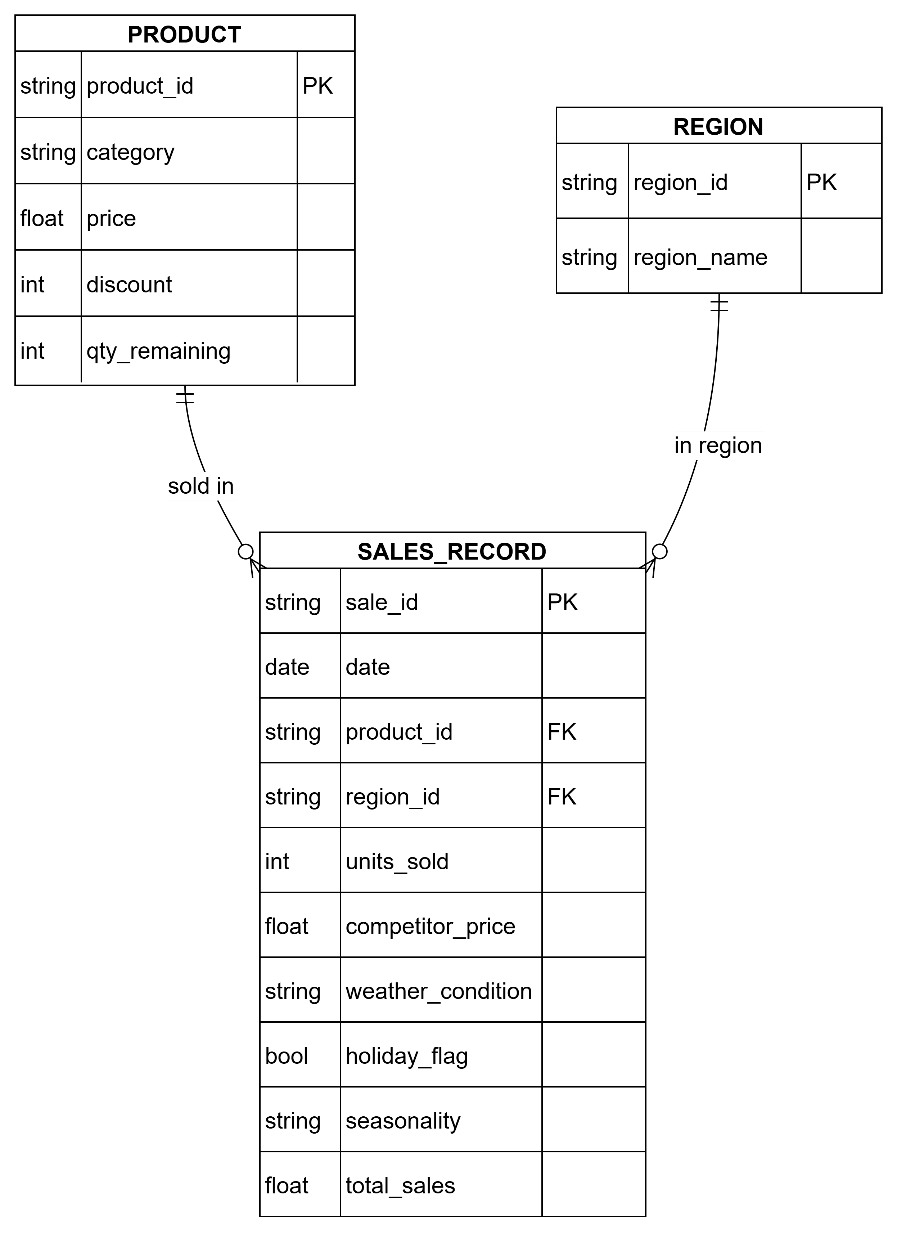 PRODUCT
string product_id PK
string category
float price
int discount
int qty_remaining
REGION
string region_id PK
string region_name
sold in
in region
SALES_RECORD
string sale_id PK
date date
string product_id FK
string region_id FK
int units_sold
float competitor_price
string weather_condition
bool holiday_flag
string seasonality
float total_sales